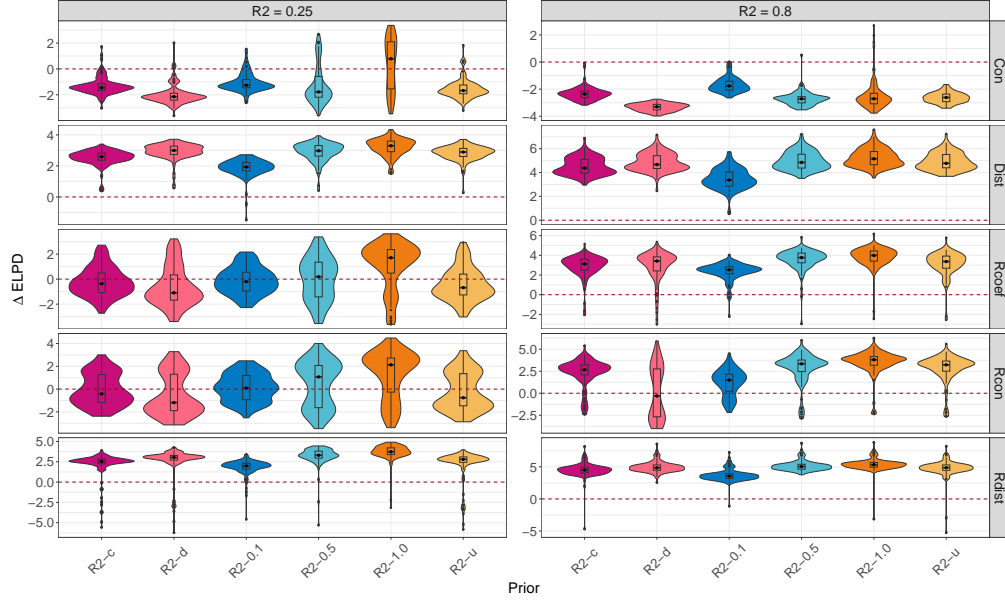 R2 = 0.25
R2 = 0.8
2
0
−2
2
0
−2
−4
Con
4
2
0
6
4
2
0
Dist
2
0
−2
6
4
2
0
−2
Rcoef
4
2
0
−2
5.0
2.5
0.0
−2.5
Rcon
5.0
2.5
0.0
−2.5
−5.0
5
0
−5
Rdist
Δ ELPD
R2−c
R2−d
R2−0.1
R2−0.5
R2−1.0
R2−u
R2−c
R2−d
R2−0.1
R2−0.5
R2−1.0
R2−u
Prior